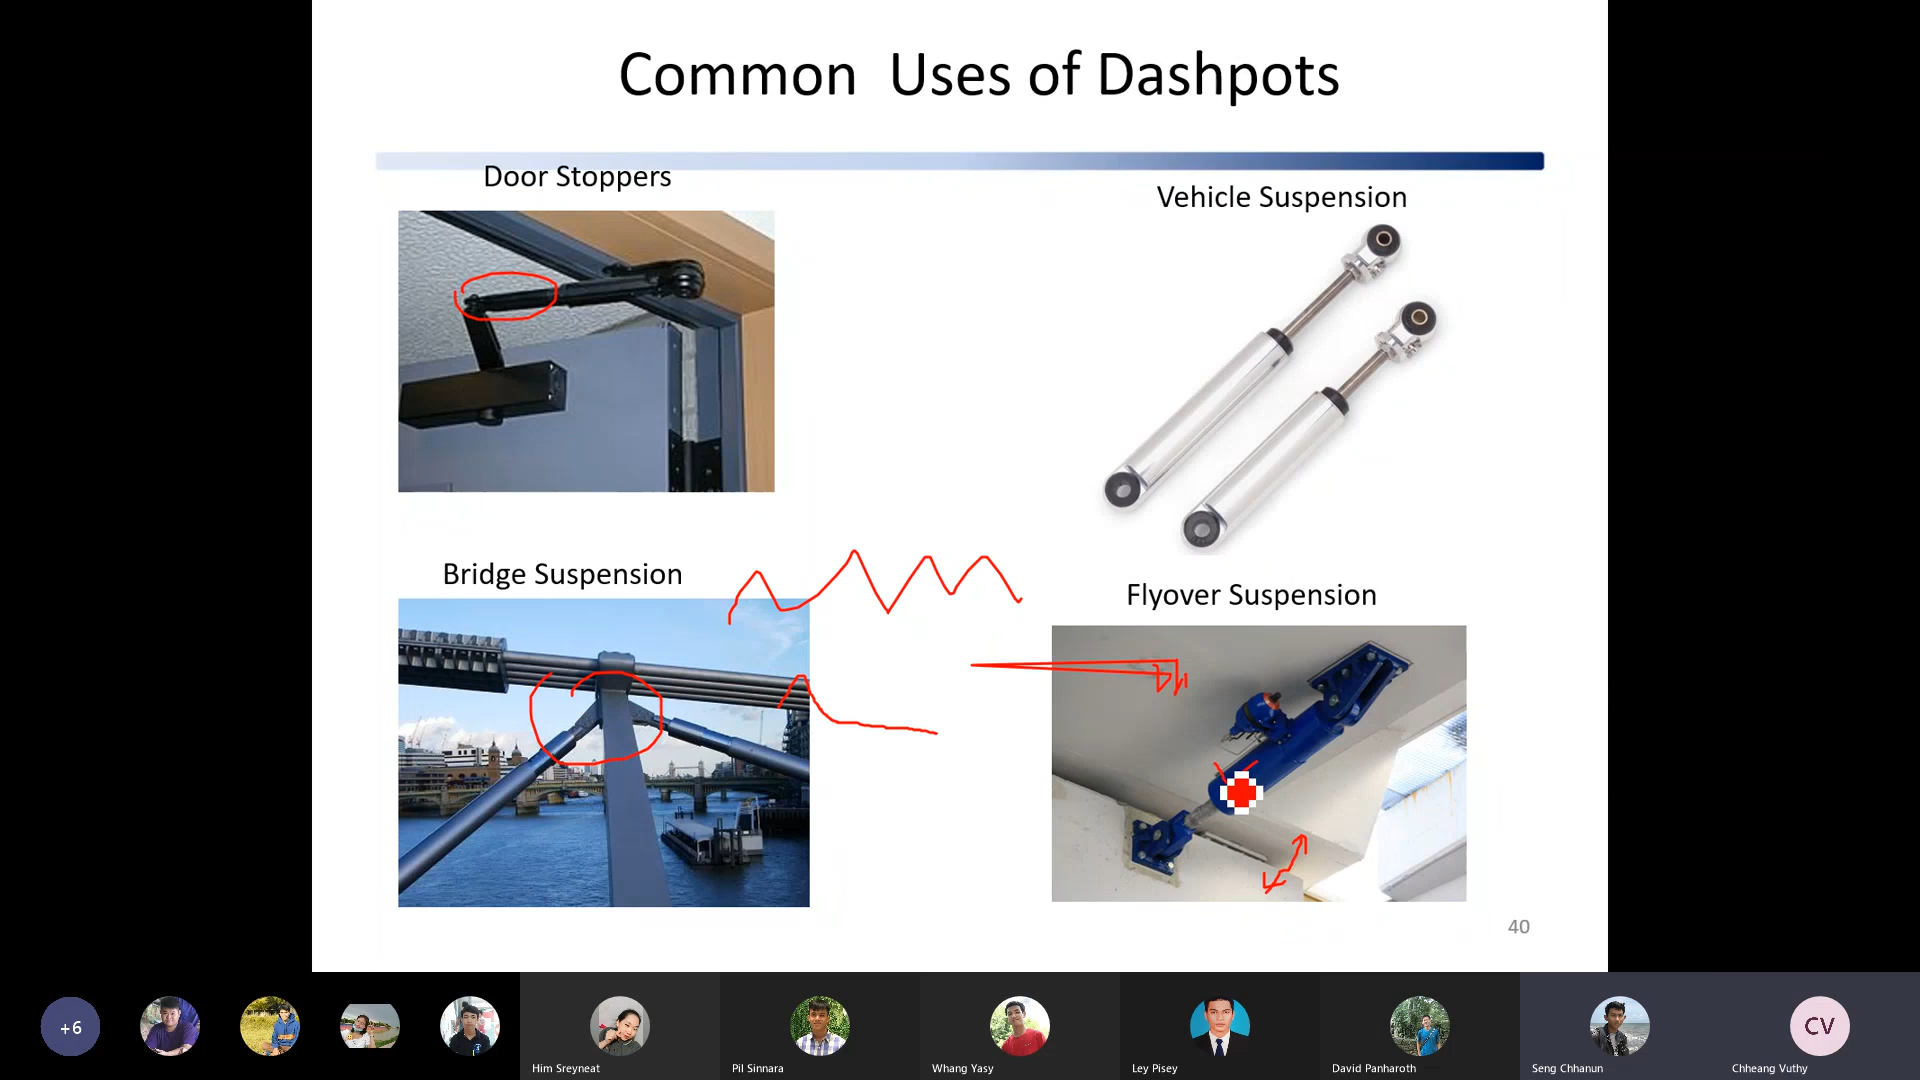 Common Uses of Dashpots
Door Stoppers
Vehicle Suspension
Bridge Suspension
Flyover Suspension
40
+6
Him Sreyneat
Pil Sinnara
Whang Yasy
Ley Pisey
David Panharoth
Seng Chhanun
CV
Chheang Vuthy